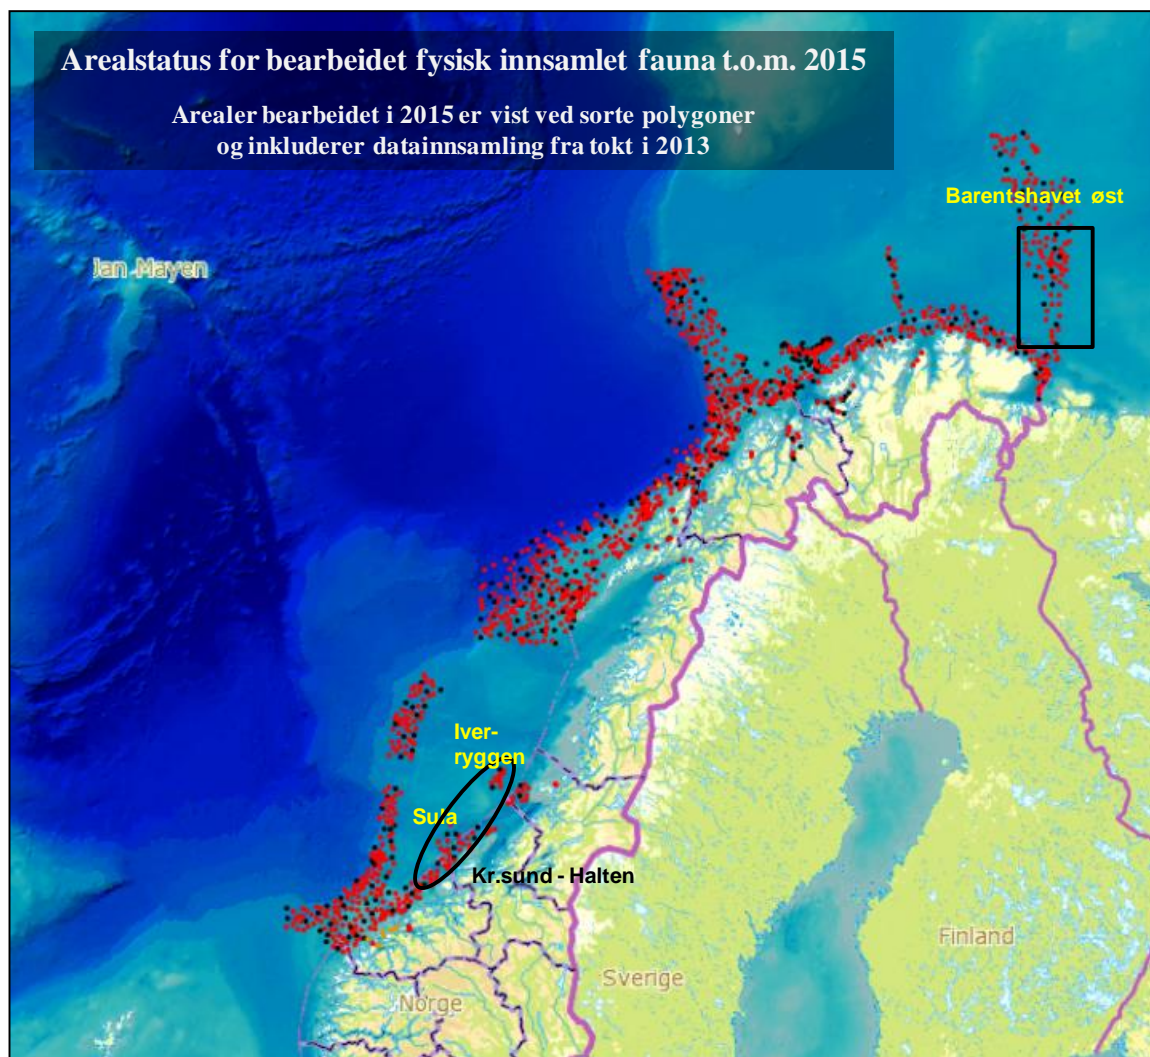 Arealstatus for bearbeidet fysisk innsamlet fauna t.o.m. 2015
Arealer bearbeidet i 2015 er vist ved sorte polygoner
og inkluderer datainnsamling fra tokt i 2013
Barentshavet øst
Jan Mayen
Iver-
ryggen
Sula
Kr.sund - Halten
Finland
Sverige
Norge